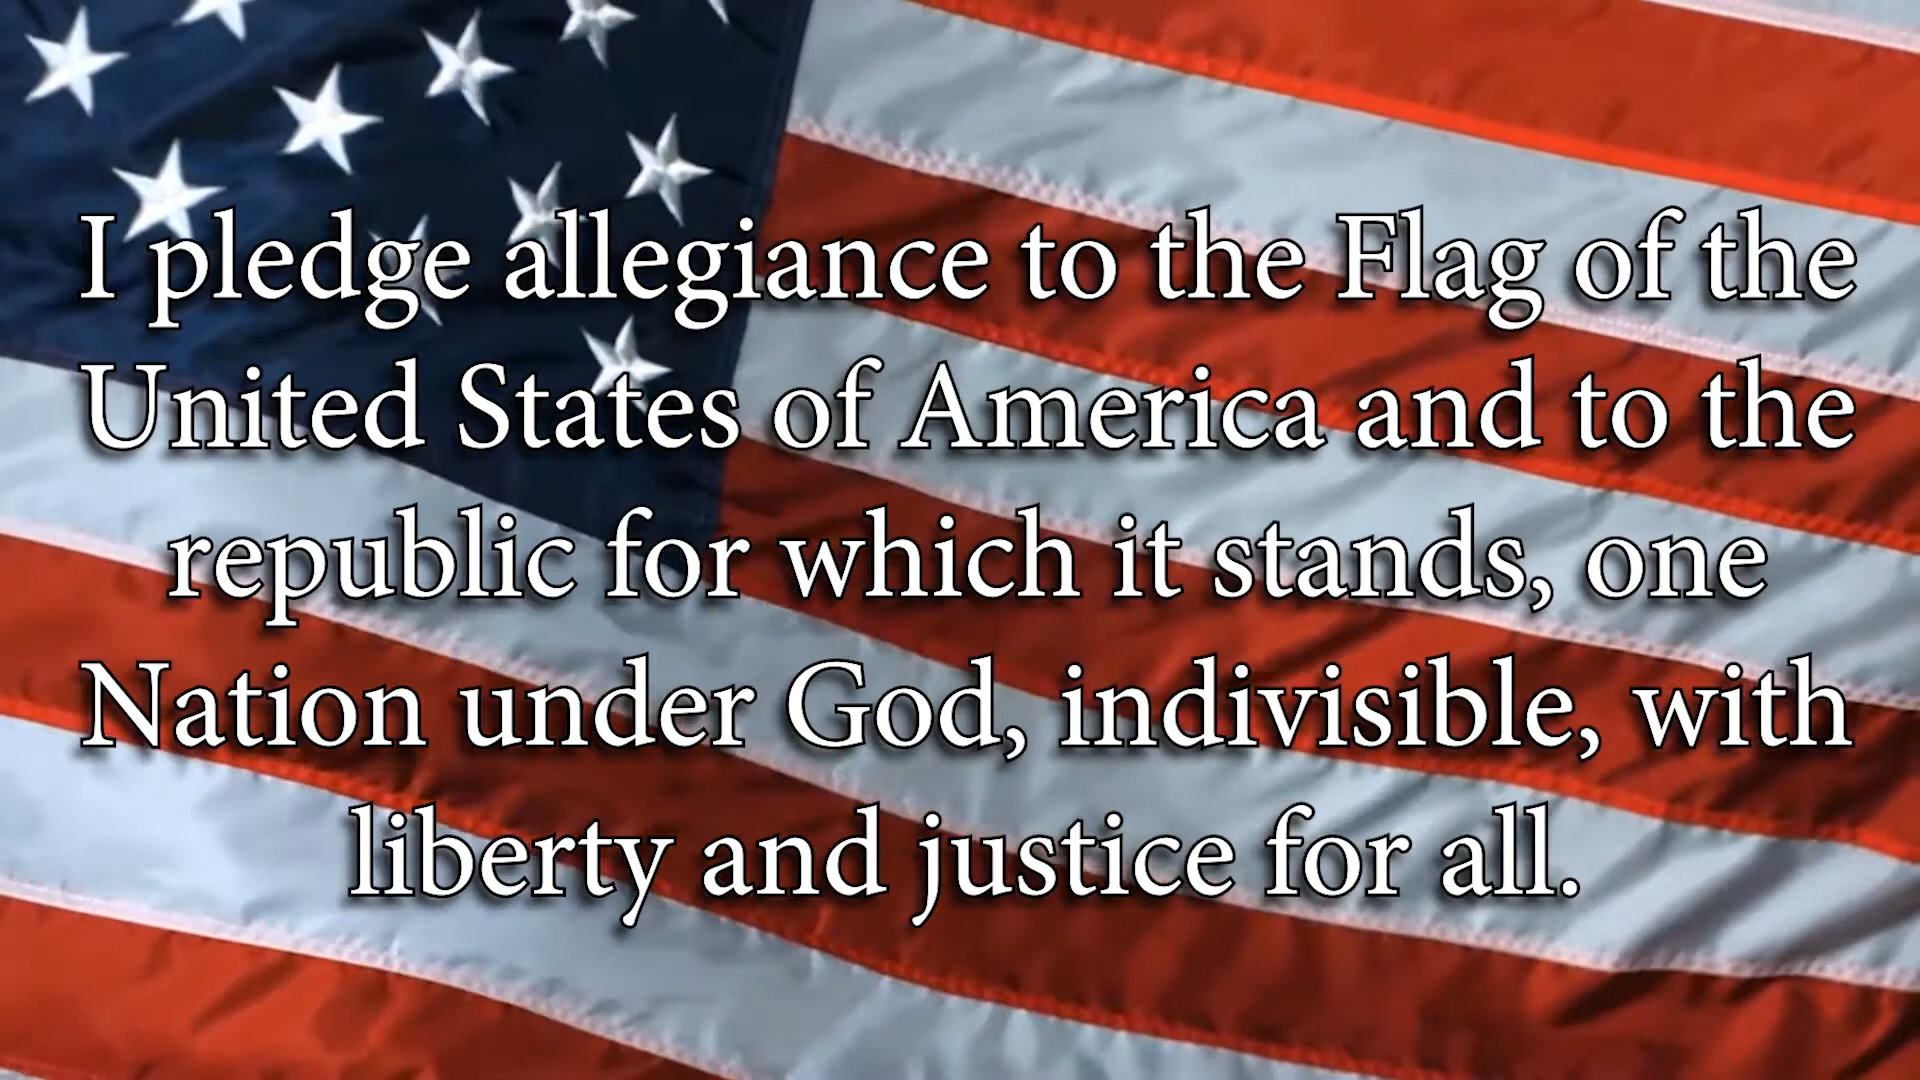 I pledge allegiance to the Flag of the
United States of America and to the
republic for which it stands, one
Nation under God, indivisible, with
liberty and justice for all.